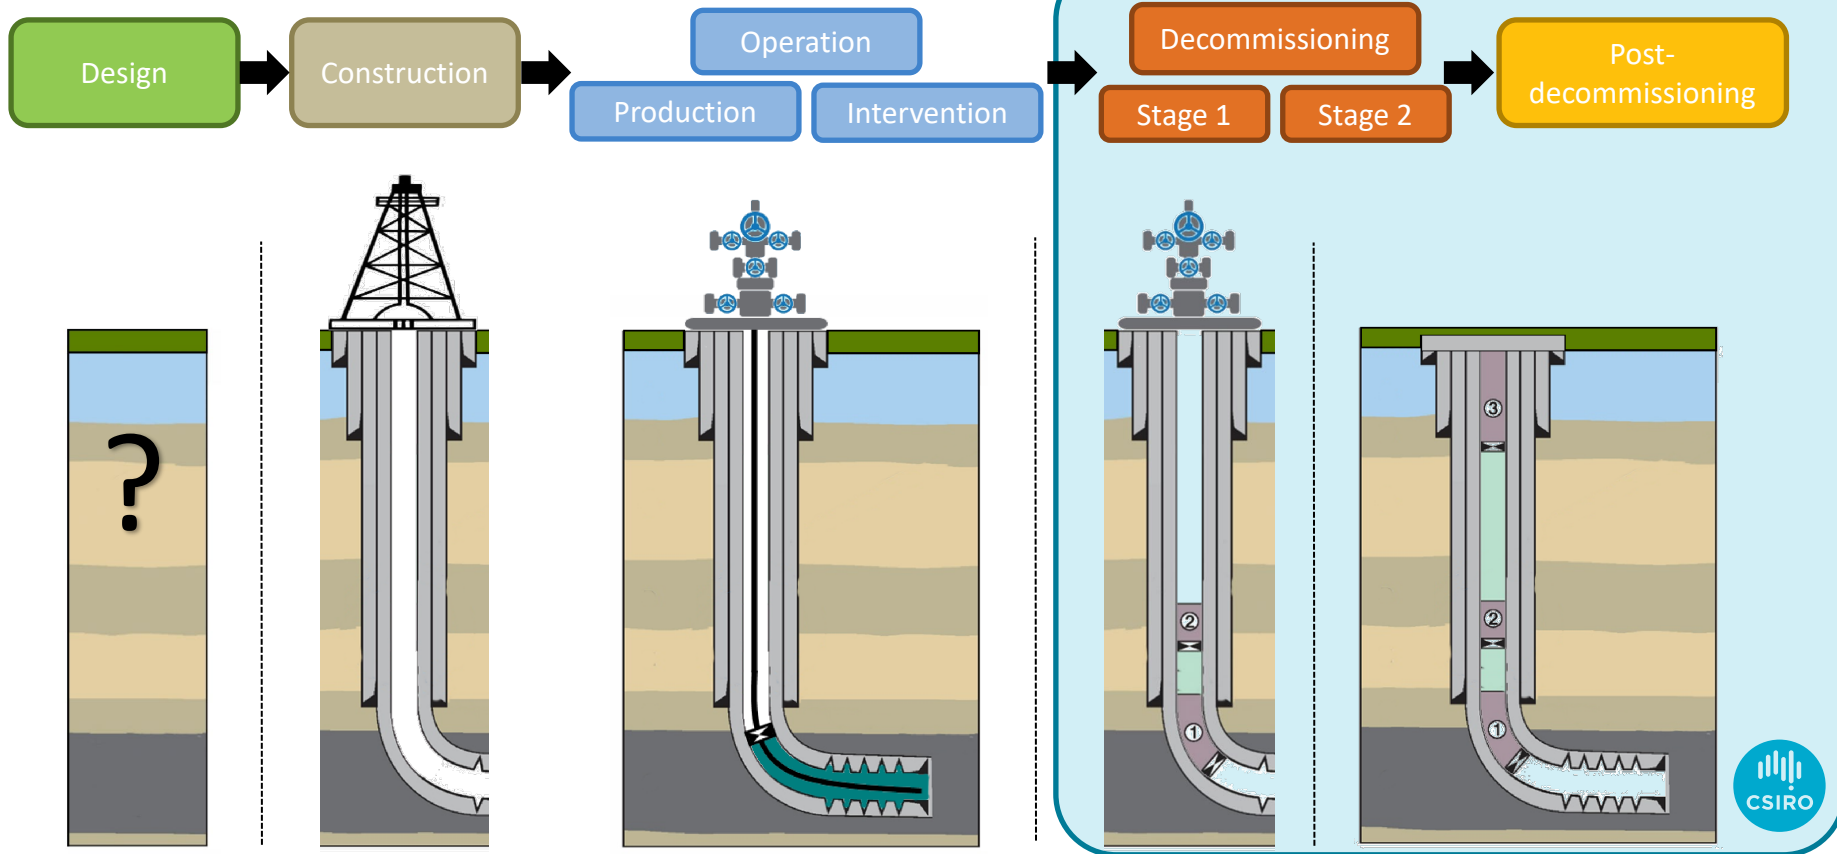 Design
Construction
Operation
Production
Intervention
Decommissioning
Stage 1
Stage 2
Post-
decommissioning
?
②
①
③
②
①
CSIRO